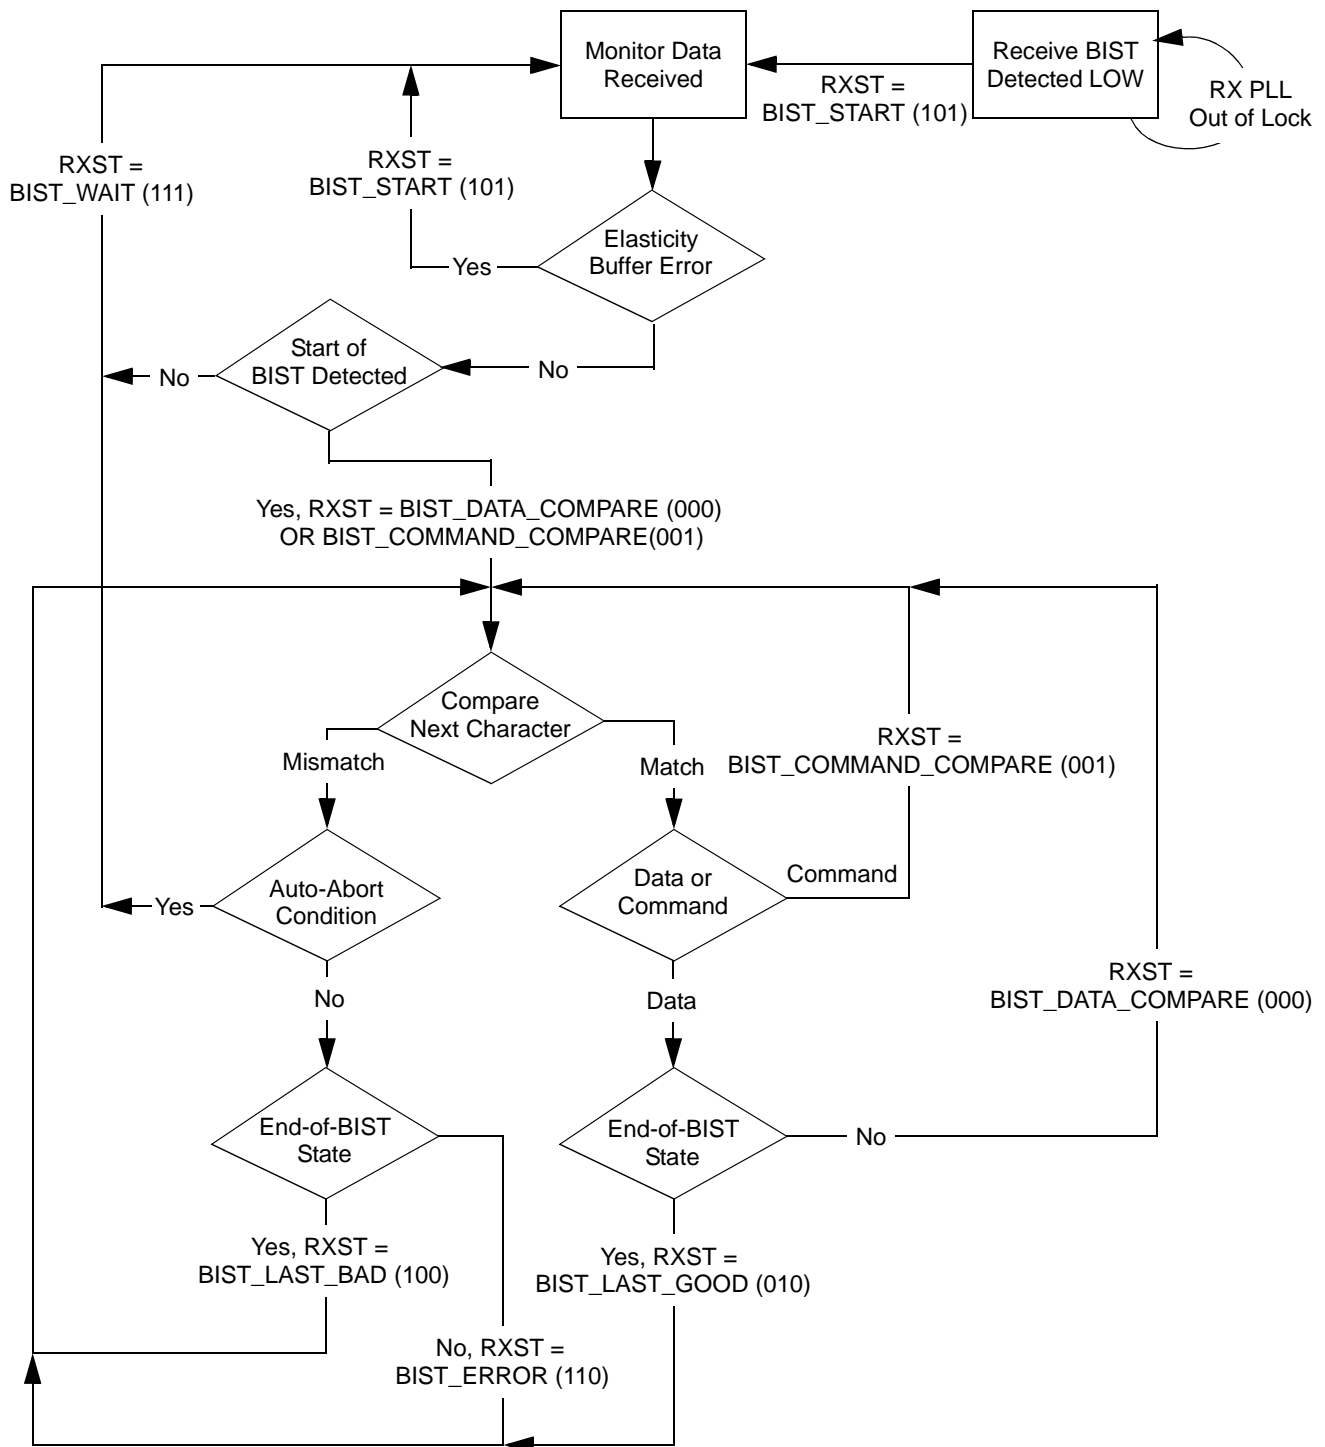 Monitor Data
Received
Receive BIST
Detected LOW
RXST =
BIST_START (101)
RX PLL
Out of Lock
RXST =
BIST_WAIT (111)
RXST =
BIST_START (101)
Elasticity
Buffer Error
Yes
Start of
BIST Detected
No
No
Yes, RXST = BIST_DATA_COMPARE (000)
OR BIST_COMMAND_COMPARE(001)
Compare
Next Character
Mismatch
Match
RXST =
BIST_COMMAND_COMPARE (001)
Auto-Abort
Condition
Yes
Data or
Command
Command
No
Data
RXST =
BIST_DATA_COMPARE (000)
End-of-BIST
State
End-of-BIST
State
No
Yes, RXST =
BIST_LAST_BAD (100)
Yes, RXST =
BIST_LAST_GOOD (010)
No, RXST =
BIST_ERROR (110)